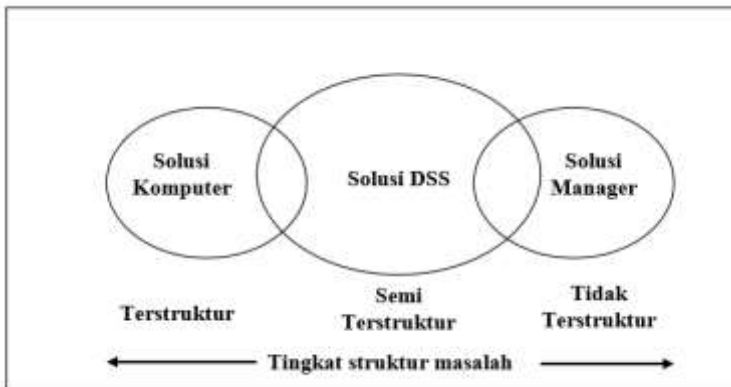 Solusi
Komputer
Solusi DSS
Solusi
Manager
Terstruktur
Semi
Terstruktur
Tidak
Terstruktur
Tingkat struktur masalah